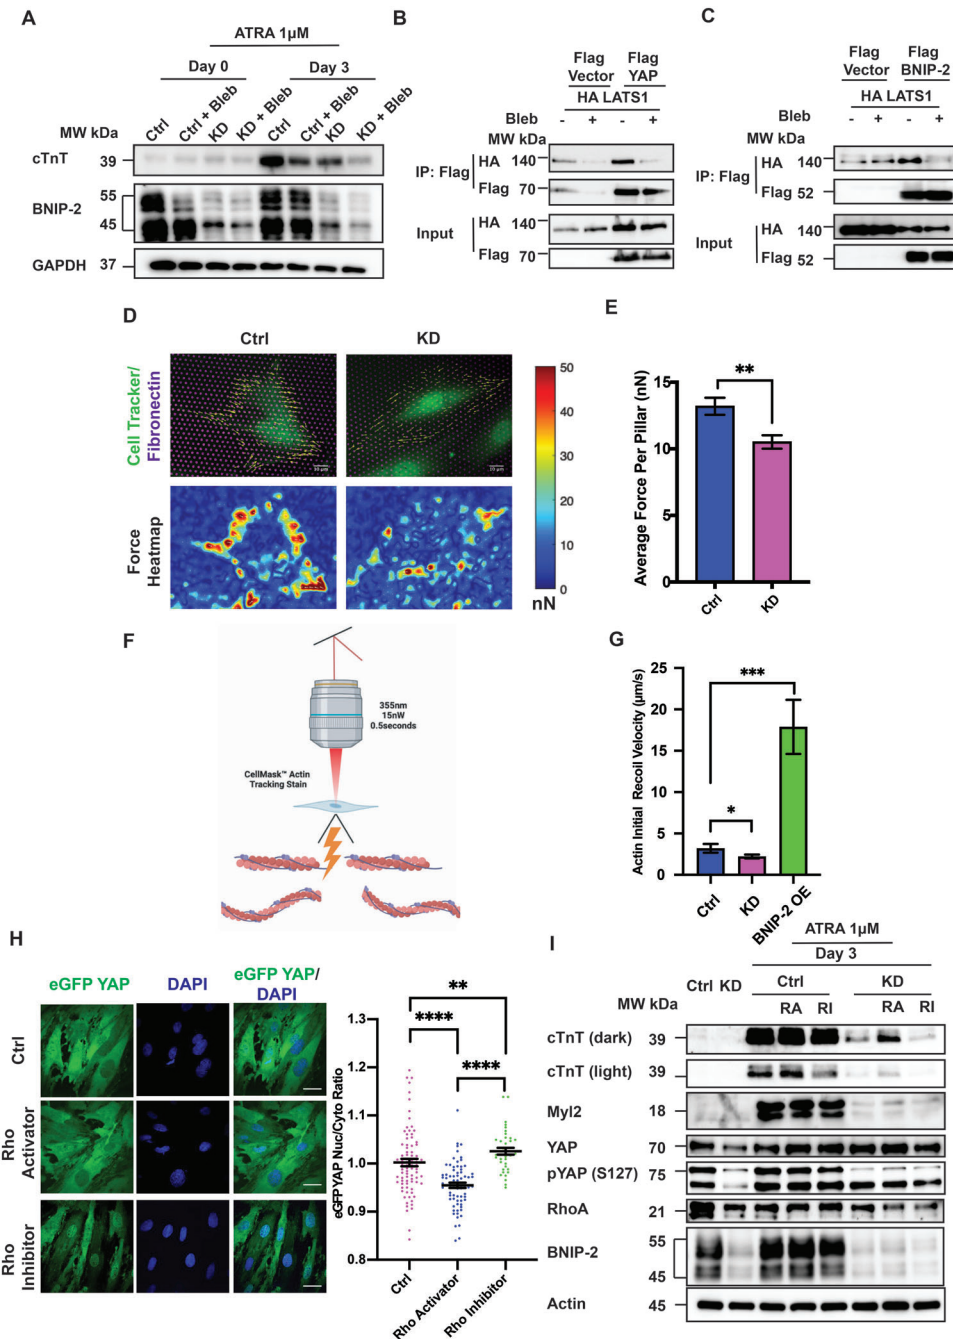 A
ATRA 1μM
Day 0 Day 3
MW kDa Ctrl Ctrl + Bleb KD KD + Bleb Ctrl Ctrl + Bleb KD KD + Bleb
cTnT 39
BNIP-2 55
45
GAPDH 37
B
Flag Vector Flag YAP
HA LATS1
Bleb - + - +
MW kDa
IP: Flag HA 140
Flag 70
Input HA 140
Flag 70
C
Flag Vector Flag BNIP-2
HA LATS1
Bleb - + - +
MW kDa
IP: Flag HA 140
Flag 52
Input HA 140
Flag 52
D
Ctrl KD
Cell Tracker/
Fibronectin
10 μm 10 μm
Force
Heatmap
50
40
30
20
10
0
nN
E
Average Force Per Pillar (nN)
15
10
5
0
**
Ctrl KD
F
355nm
15nW
0.5seconds
CellMask™ Actin
Tracking Stain
G
Actin Initial Recoil Velocity (μm/s)
25
20
15
10
5
0
***
*
Ctrl KD BNIP-2 OE
H
eGFP YAP DAPI eGFP YAP/
DAPI
Ctrl
Rho
Activator
Rho
Inhibitor
eGFP YAP Nuc/Cyto Ratio
1.3
1.2
1.1
1.0
0.9
0.8
**
****
****
Ctrl Rho Activator Rho Inhibitor
I
ATRA 1μM
Day 3
Ctrl KD Ctrl KD
MW kDa RA RI RA RI
cTnT (dark) 39
cTnT (light) 39
Myl2 18
YAP 70
pYAP (S127) 75
RhoA 21
BNIP-2 55
45
Actin 45